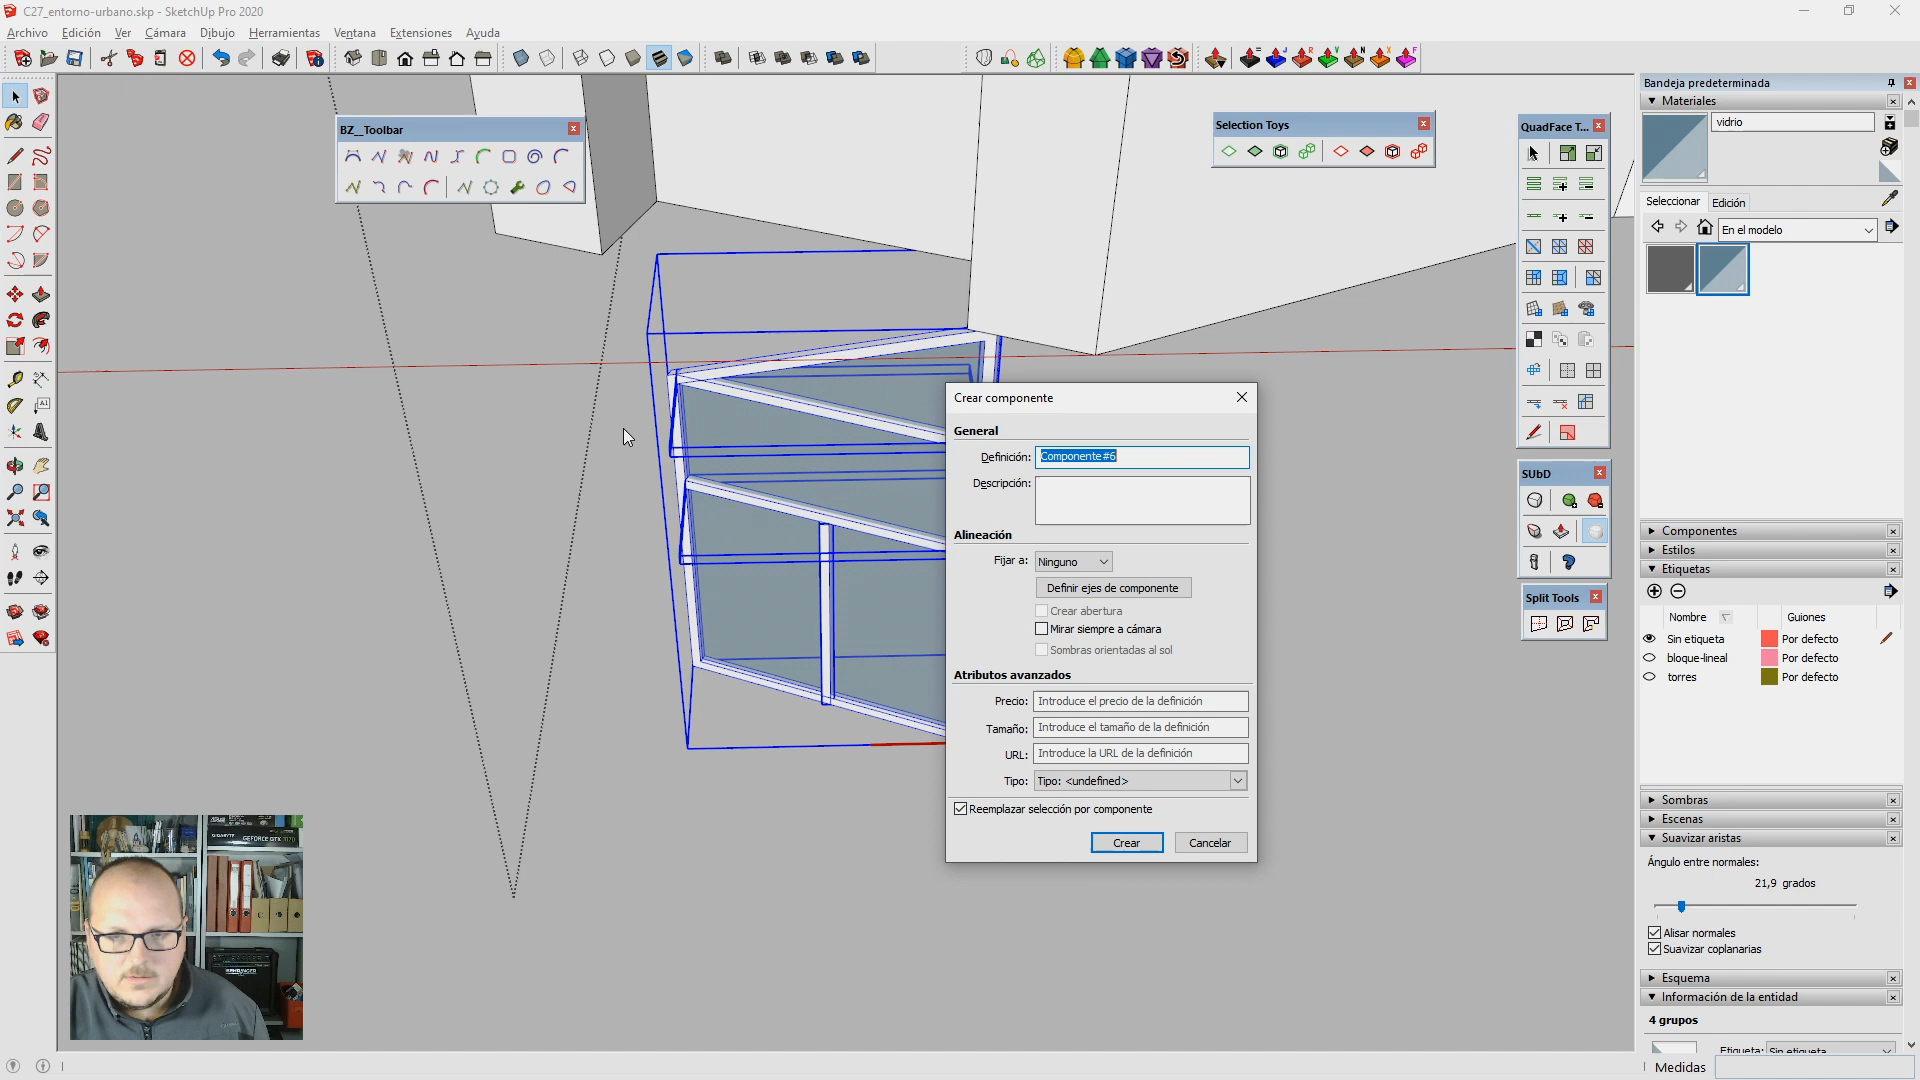 C27_entorno-urbano.skp - SketchUp Pro 2020
Archivo Edición Ver Cámara Dibujo Herramientas Ventana Extensiones Ayuda
BZ__Toolbar
Selection Toys
QuadFace T...
SUbD
Split Tools
Crear componente
General
Definición: Componente#6
Descripción:
Alineación
Fijar a: Ninguno
Definir ejes de componente
Crear abertura
Mirar siempre a cámara
Sombras orientadas al sol
Atributos avanzados
Precio: Introduce el precio de la definición
Tamaño: Introduce el tamaño de la definición
URL: Introduce la URL de la definición
Tipo: Tipo: <undefined>
Reemplazar selección por componente
Crear Cancelar
Bandeja predeterminada
Materiales
vidrio
Seleccionar Edición
En el modelo
Componentes
Estilos
Etiquetas
Nombre Guiones
Sin etiqueta Por defecto
bloque-lineal Por defecto
torres Por defecto
Sombras
Escenas
Suavizar aristas
Ángulo entre normales:
21,9 grados
Alisar normales
Suavizar coplanarias
Esquema
Información de la entidad
4 grupos
Etiqueta: Sin etiqueta
Medidas
GIGABYTE
GEFORCE GTX
BEHRINGER